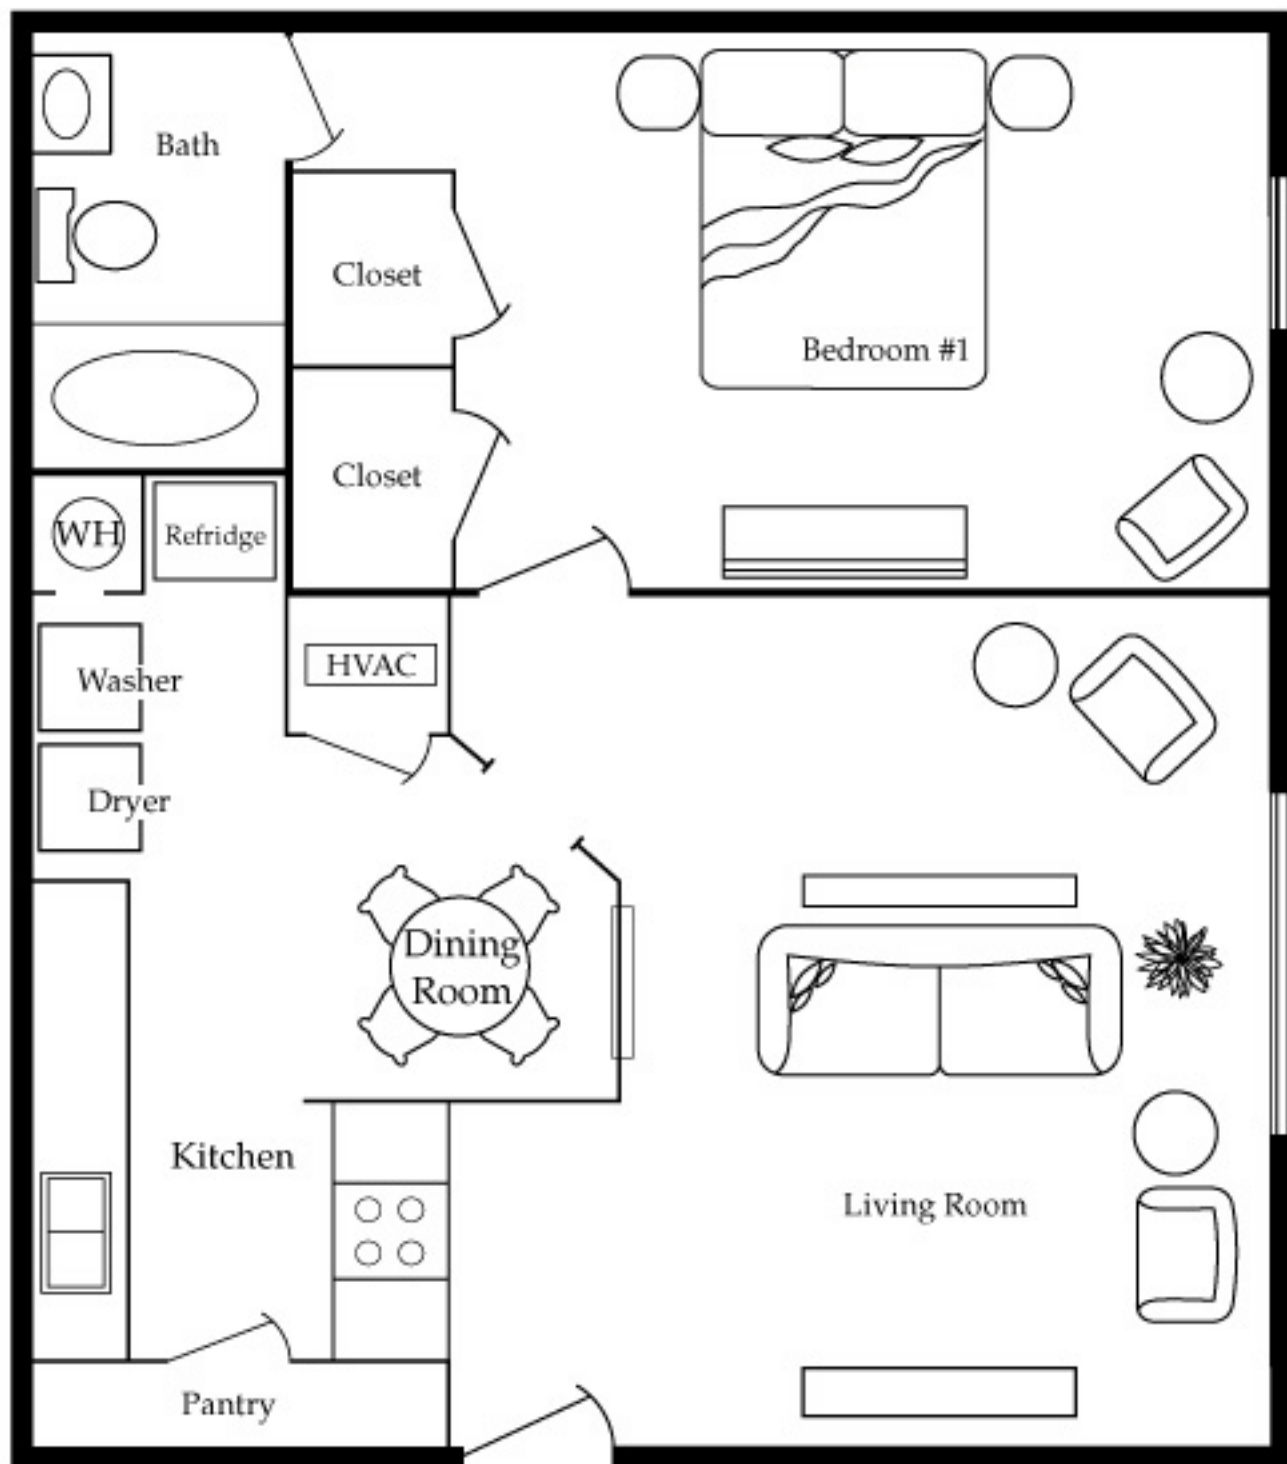 Bath
Closet
Bedroom #1
Closet
WH
Refridge
HVAC
Washer
Dryer
Dining
Room
Kitchen
Living Room
Pantry